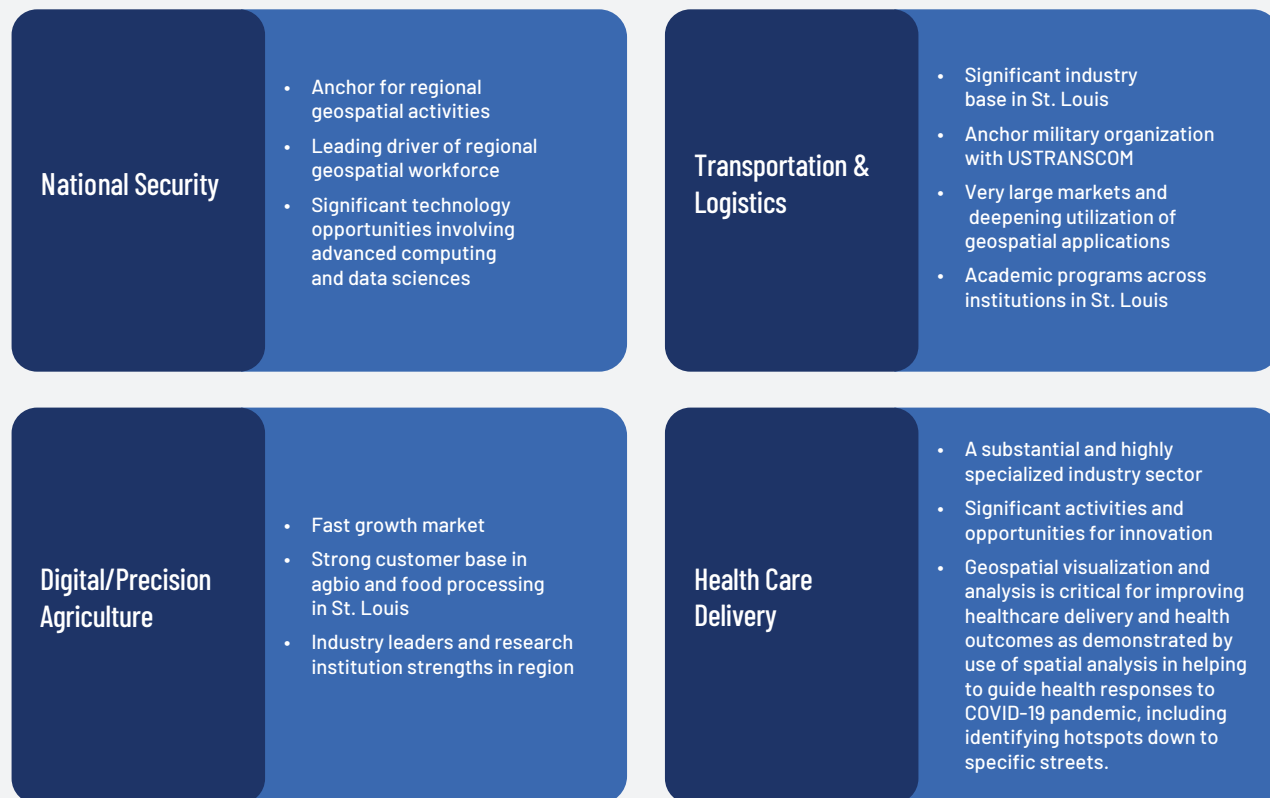 National Security
• Anchor for regional
geospatial activities
• Leading driver of regional
geospatial workforce
• Significant technology
opportunities involving
advanced computing
and data sciences
Transportation &
Logistics
• Significant industry
base in St. Louis
• Anchor military organization
with USTRANSCOM
• Very large markets and
deepening utilization of
geospatial applications
• Academic programs across
institutions in St. Louis
Digital/Precision
Agriculture
• Fast growth market
• Strong customer base in
agbio and food processing
in St. Louis
• Industry leaders and research
institution strengths in region
Health Care
Delivery
• A substantial and highly
specialized industry sector
• Significant activities and
opportunities for innovation
• Geospatial visualization and
analysis is critical for improving
healthcare delivery and health
outcomes as demonstrated by
use of spatial analysis in helping
to guide health responses to
COVID-19 pandemic, including
identifying hotspots down to
specific streets.